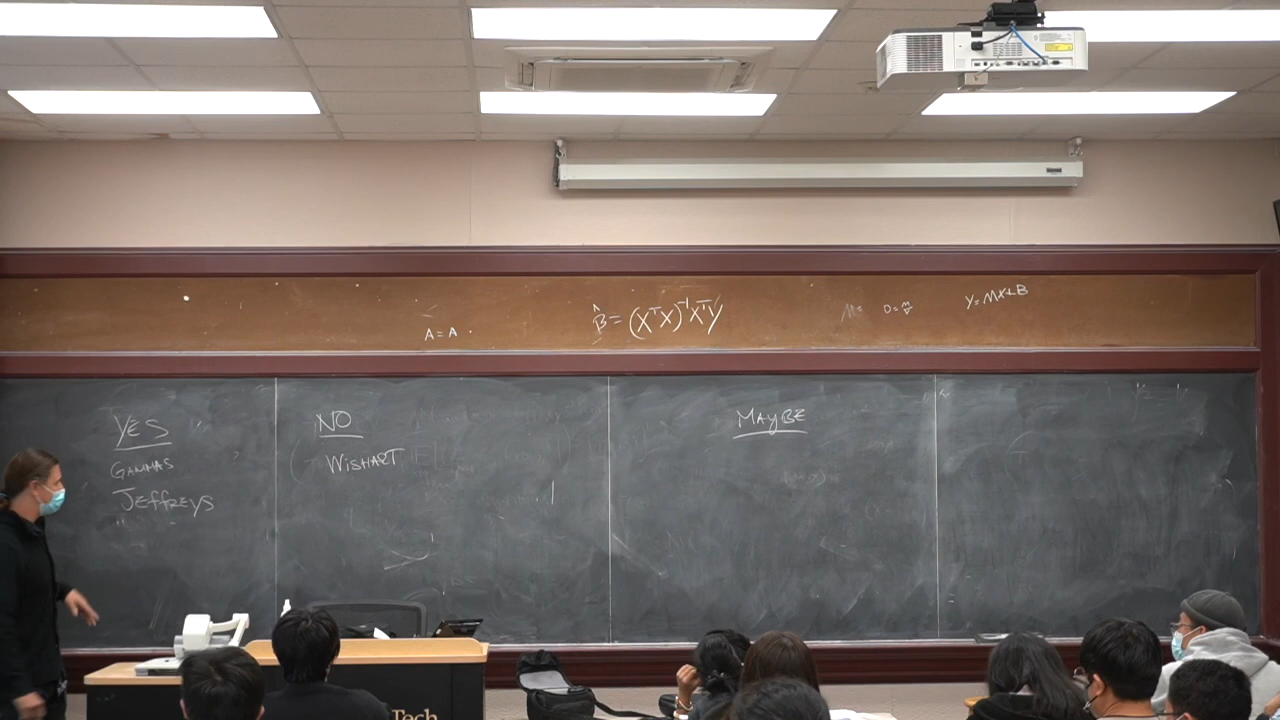 A = A .
B̂ = (XᵀX)⁻¹XᵀY
D = m/v
Y = MX + B
YES
GAMMAS
JEFFREYS
NO
WISHART
MAYBE
Tech